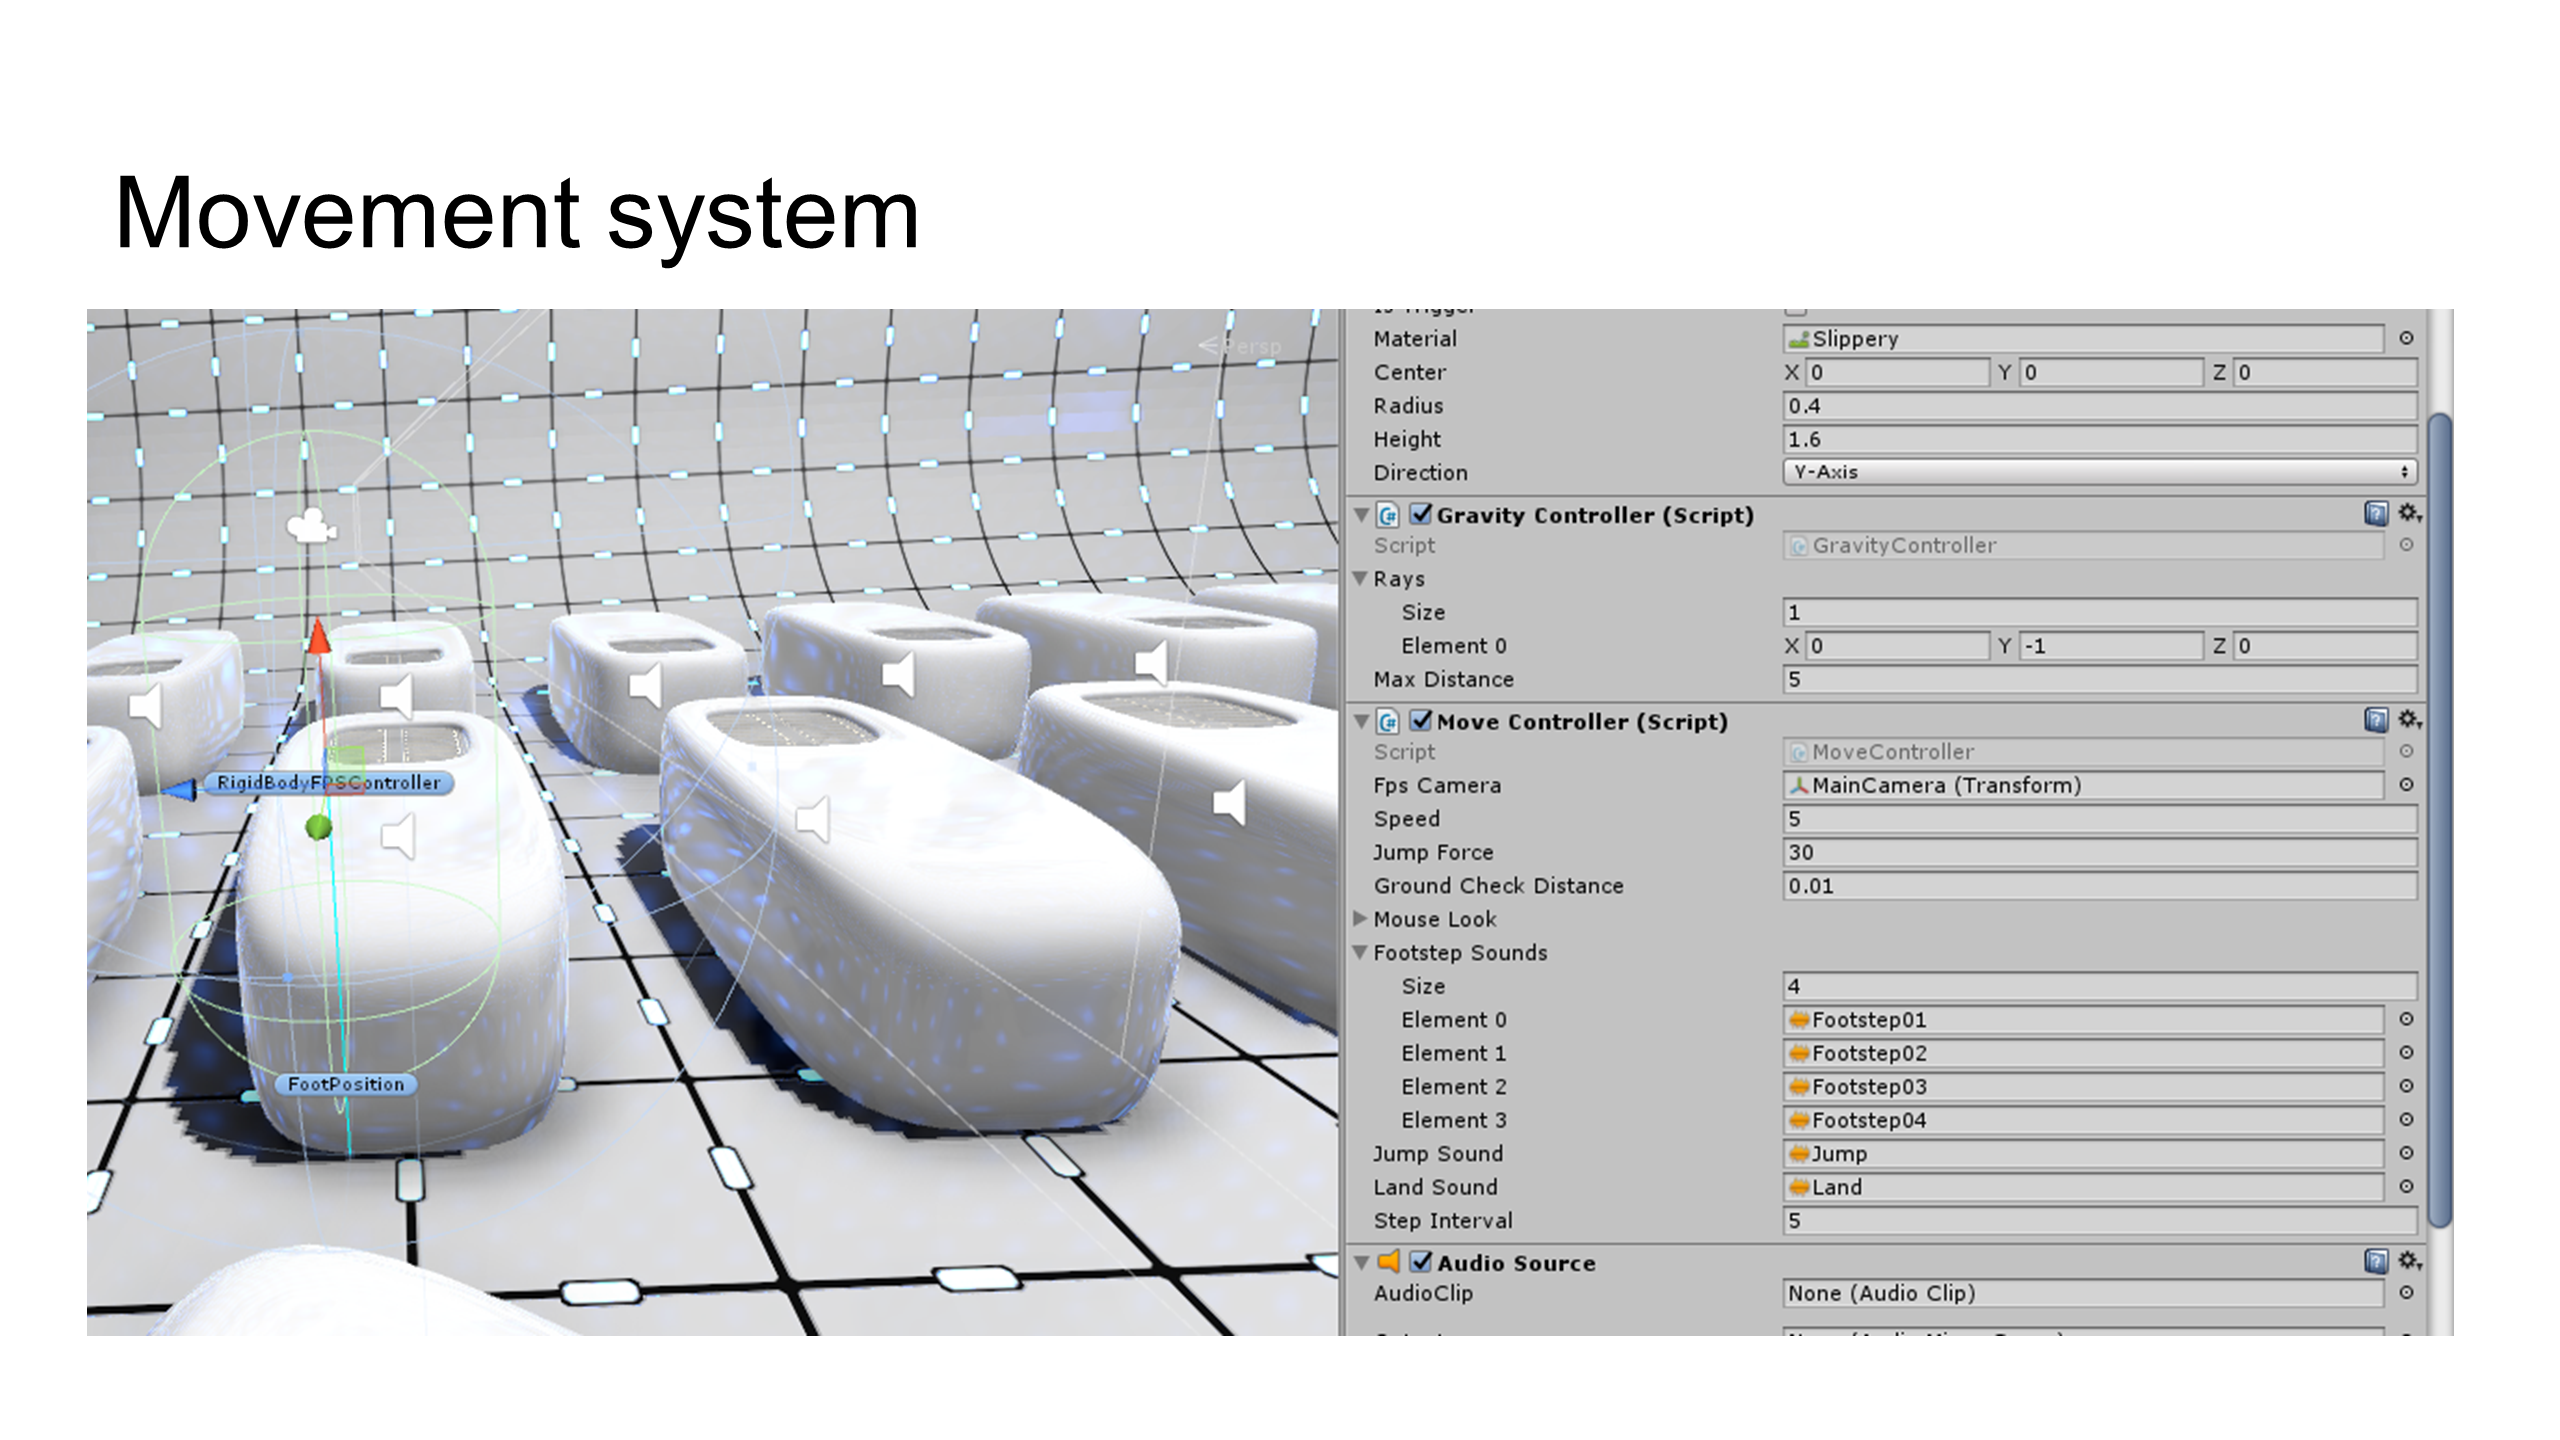 Movement system
Persp
RigidBodyFPSController
FootPosition
Is Trigger
Material Slippery
Center X 0 Y 0 Z 0
Radius 0.4
Height 1.6
Direction Y-Axis
Gravity Controller (Script)
Script GravityController
Rays
Size 1
Element 0 X 0 Y -1 Z 0
Max Distance 5
Move Controller (Script)
Script MoveController
Fps Camera MainCamera (Transform)
Speed 5
Jump Force 30
Ground Check Distance 0.01
Mouse Look
Footstep Sounds
Size 4
Element 0 Footstep01
Element 1 Footstep02
Element 2 Footstep03
Element 3 Footstep04
Jump Sound Jump
Land Sound Land
Step Interval 5
Audio Source
AudioClip None (Audio Clip)